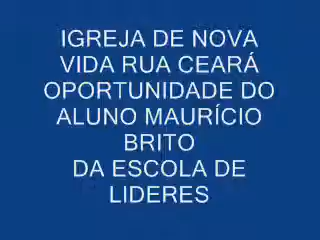 IGREJA DE NOVA
VIDA RUA CEARÁ
OPORTUNIDADE DO
ALUNO MAURÍCIO
BRITO
DA ESCOLA DE
LIDERES